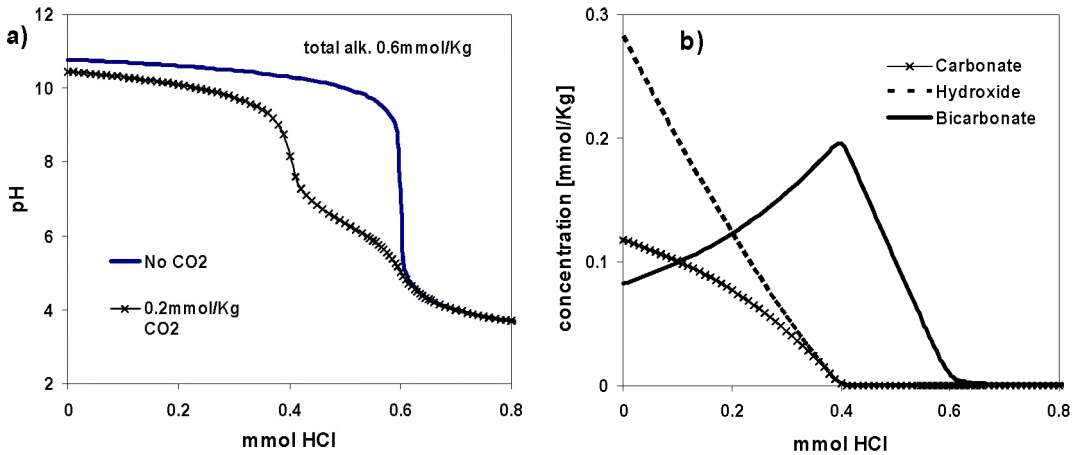 a)
total alk. 0.6mmol/Kg
12
10
8
6
4
2
pH
No CO2
0.2mmol/Kg
CO2
0
0.2
0.4
0.6
0.8
mmol HCl
b)
Carbonate
Hydroxide
Bicarbonate
0.3
0.2
0.1
0
concentration [mmol/Kg]
0
0.2
0.4
0.6
0.8
mmol HCl